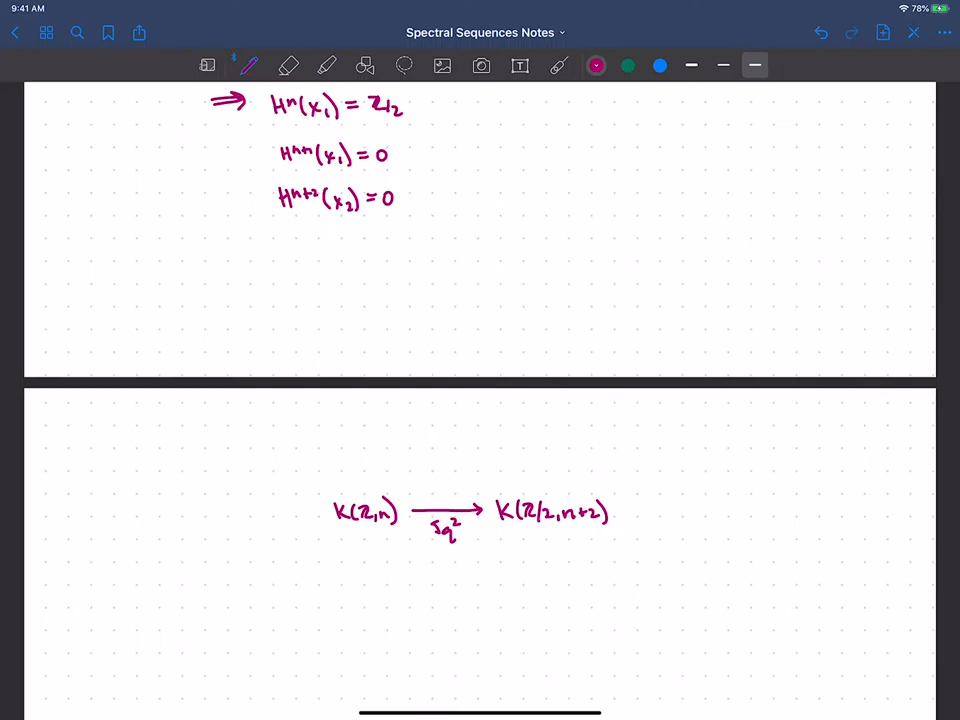 9:41 AM
78%
Spectral Sequences Notes
⇒ Hⁿ(X₁) = ℤ/₂
Hⁿ⁺¹(X₁) = 0
Hⁿ⁺²(X₂) = 0
K(ℤ,n) → K(ℤ/2,n+2)
Sq²